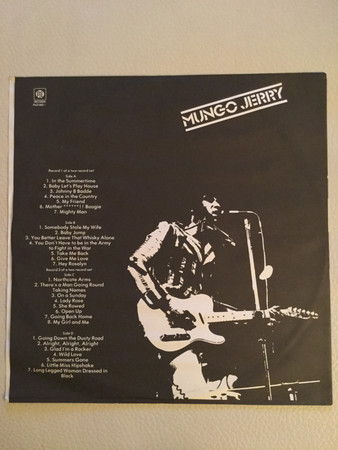 PYE
RECORDS
MUNGO JERRY
Record 1 of a two record set
Side A
1. In the Summertime
2. Baby Let's Play House
3. Johnny B Badde
4. Peace in the Country
5. My Friend
6. Mother ******!! Boogie
7. Mighty Man
Side B
1. Somebody Stole My Wife
2. Baby Jump
3. You Better Leave That Whisky Alone
4. You Don't Have to be in the Army
to Fight in the War
5. Take Me Back
6. Give Me Love
7. Hey Rosalyn
Record 2 of a two record set
Side C
1. Northcote Arms
2. There's a Man Going Round
Taking Names
3. On a Sunday
4. Lady Rose
5. She Rowed
6. Open Up
7. Going Back Home
8. My Girl and Me
Side D
1. Going Down the Dusty Road
2. Alright, Alright, Alright
3. Glad I'm a Rocker
4. Wild Love
5. Summers Gone
6. Little Miss Hipshake
7. Long Legged Woman Dressed in
Black